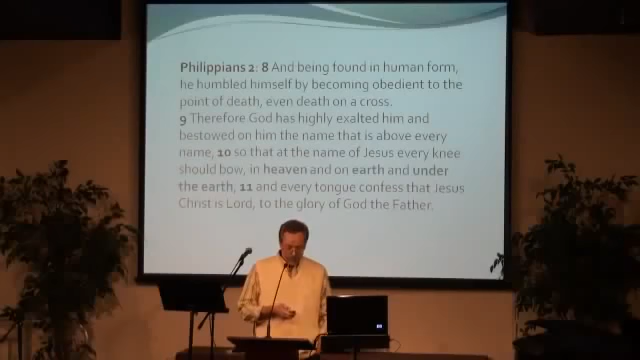 Philippians 2: 8 And being found in human form,
he humbled himself by becoming obedient to the
point of death, even death on a cross.
9 Therefore God has highly exalted him and
bestowed on him the name that is above every
name, 10 so that at the name of Jesus every knee
should bow, in heaven and on earth and under
the earth, 11 and every tongue confess that Jesus
Christ is Lord, to the glory of God the Father.